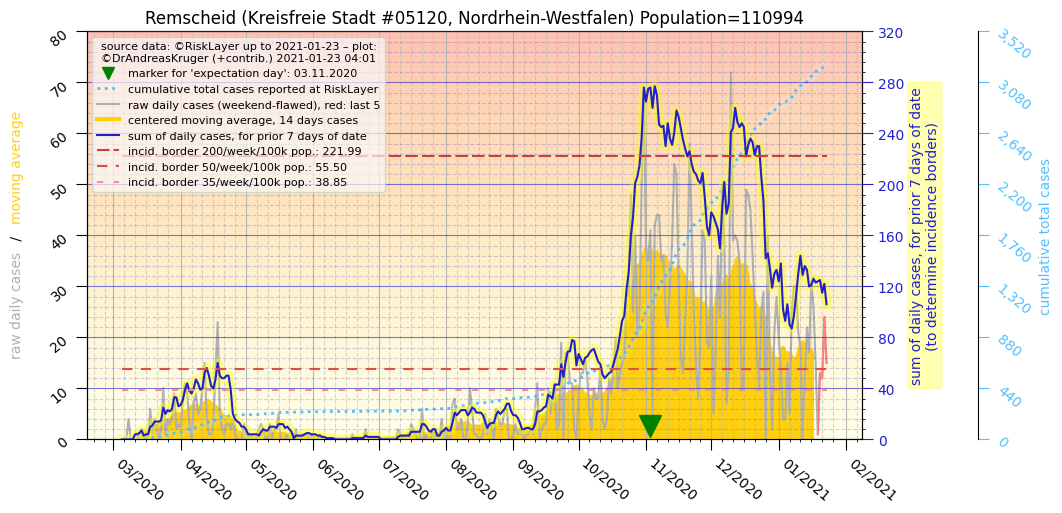 Remscheid (Kreisfreie Stadt #05120, Nordrhein-Westfalen) Population=110994
source data: ©RiskLayer up to 2021-01-23 – plot:
©DrAndreasKruger (+contrib.) 2021-01-23 04:01
marker for 'expectation day': 03.11.2020
cumulative total cases reported at RiskLayer
raw daily cases (weekend-flawed), red: last 5
centered moving average, 14 days cases
sum of daily cases, for prior 7 days of date
incid. border 200/week/100k pop.: 221.99
incid. border 50/week/100k pop.: 55.50
incid. border 35/week/100k pop.: 38.85
raw daily cases / moving average
80
70
60
50
40
30
20
10
0
03/2020
04/2020
05/2020
06/2020
07/2020
08/2020
09/2020
10/2020
11/2020
12/2020
01/2021
02/2021
320
280
240
200
160
120
80
40
0
sum of daily cases, for prior 7 days of date
(to determine incidence borders)
3,520
3,080
2,640
2,200
1,760
1,320
880
440
0
cumulative total cases